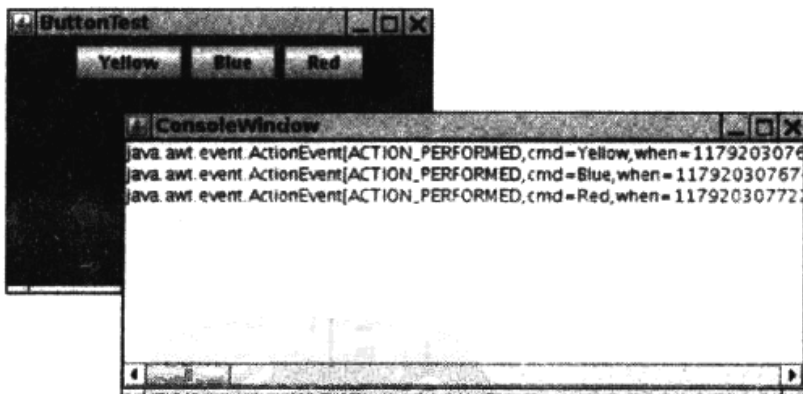 ButtonTest
Yellow Blue Red
ConsoleWindow
java.awt.event.ActionEvent[ACTION_PERFORMED,cmd=Yellow,when=1179203076
java.awt.event.ActionEvent[ACTION_PERFORMED,cmd=Blue,when=1179203076
java.awt.event.ActionEvent[ACTION_PERFORMED,cmd=Red,when=117920307722